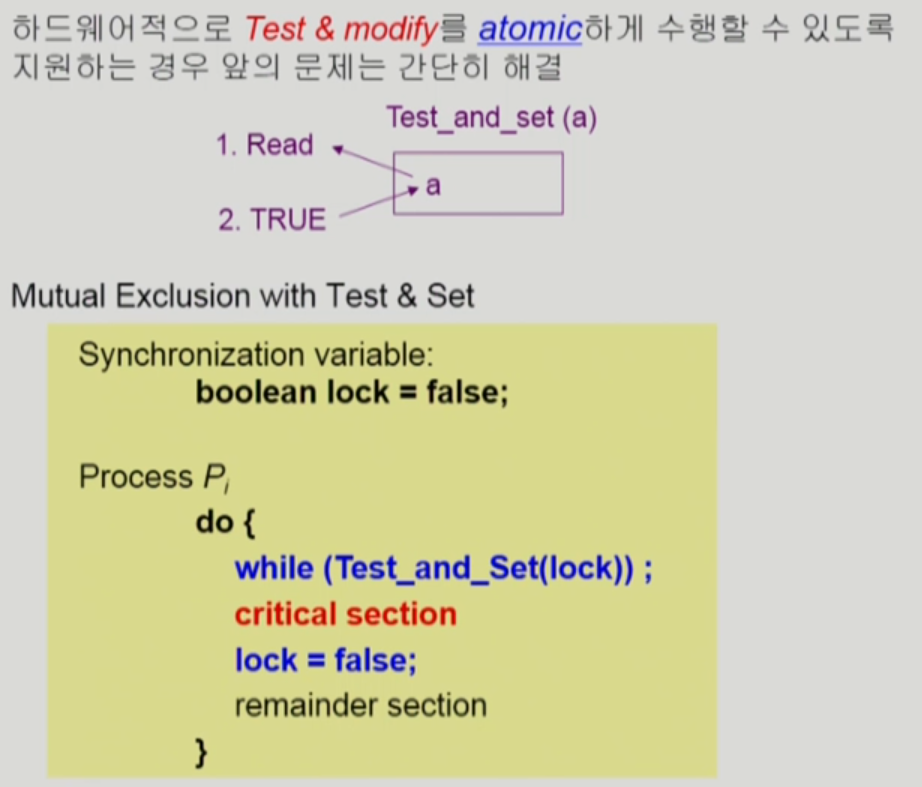 하드웨어적으로 Test & modify를 atomic하게 수행할 수 있도록
지원하는 경우 앞의 문제는 간단히 해결
Test_and_set (a)
1. Read
a
2. TRUE
Mutual Exclusion with Test & Set
Synchronization variable:
boolean lock = false;
Process Pi
do {
while (Test_and_Set(lock)) ;
critical section
lock = false;
remainder section
}